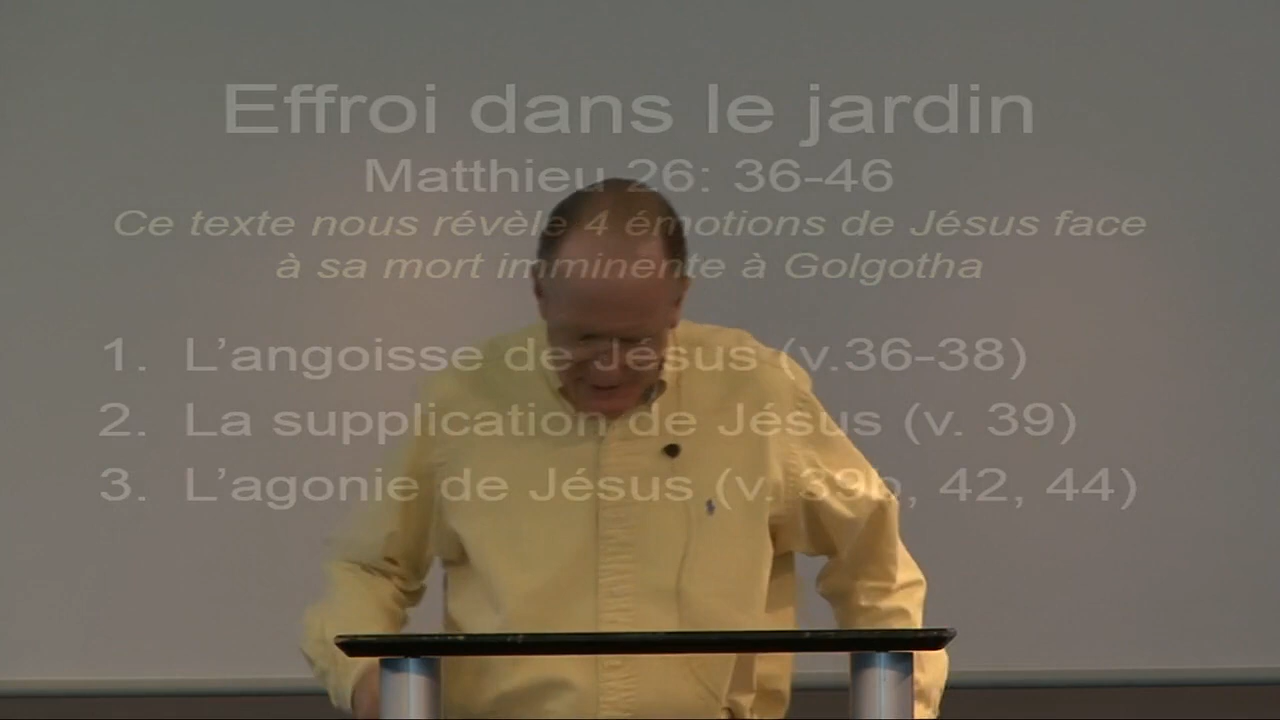 Effroi dans le jardin
Matthieu 26: 36-46
Ce texte nous révèle 4 émotions de Jésus face
à sa mort imminente à Golgotha
1. L’angoisse de Jésus (v.36-38)
2. La supplication de Jésus (v. 39)
3. L’agonie de Jésus (v. 39b, 42, 44)